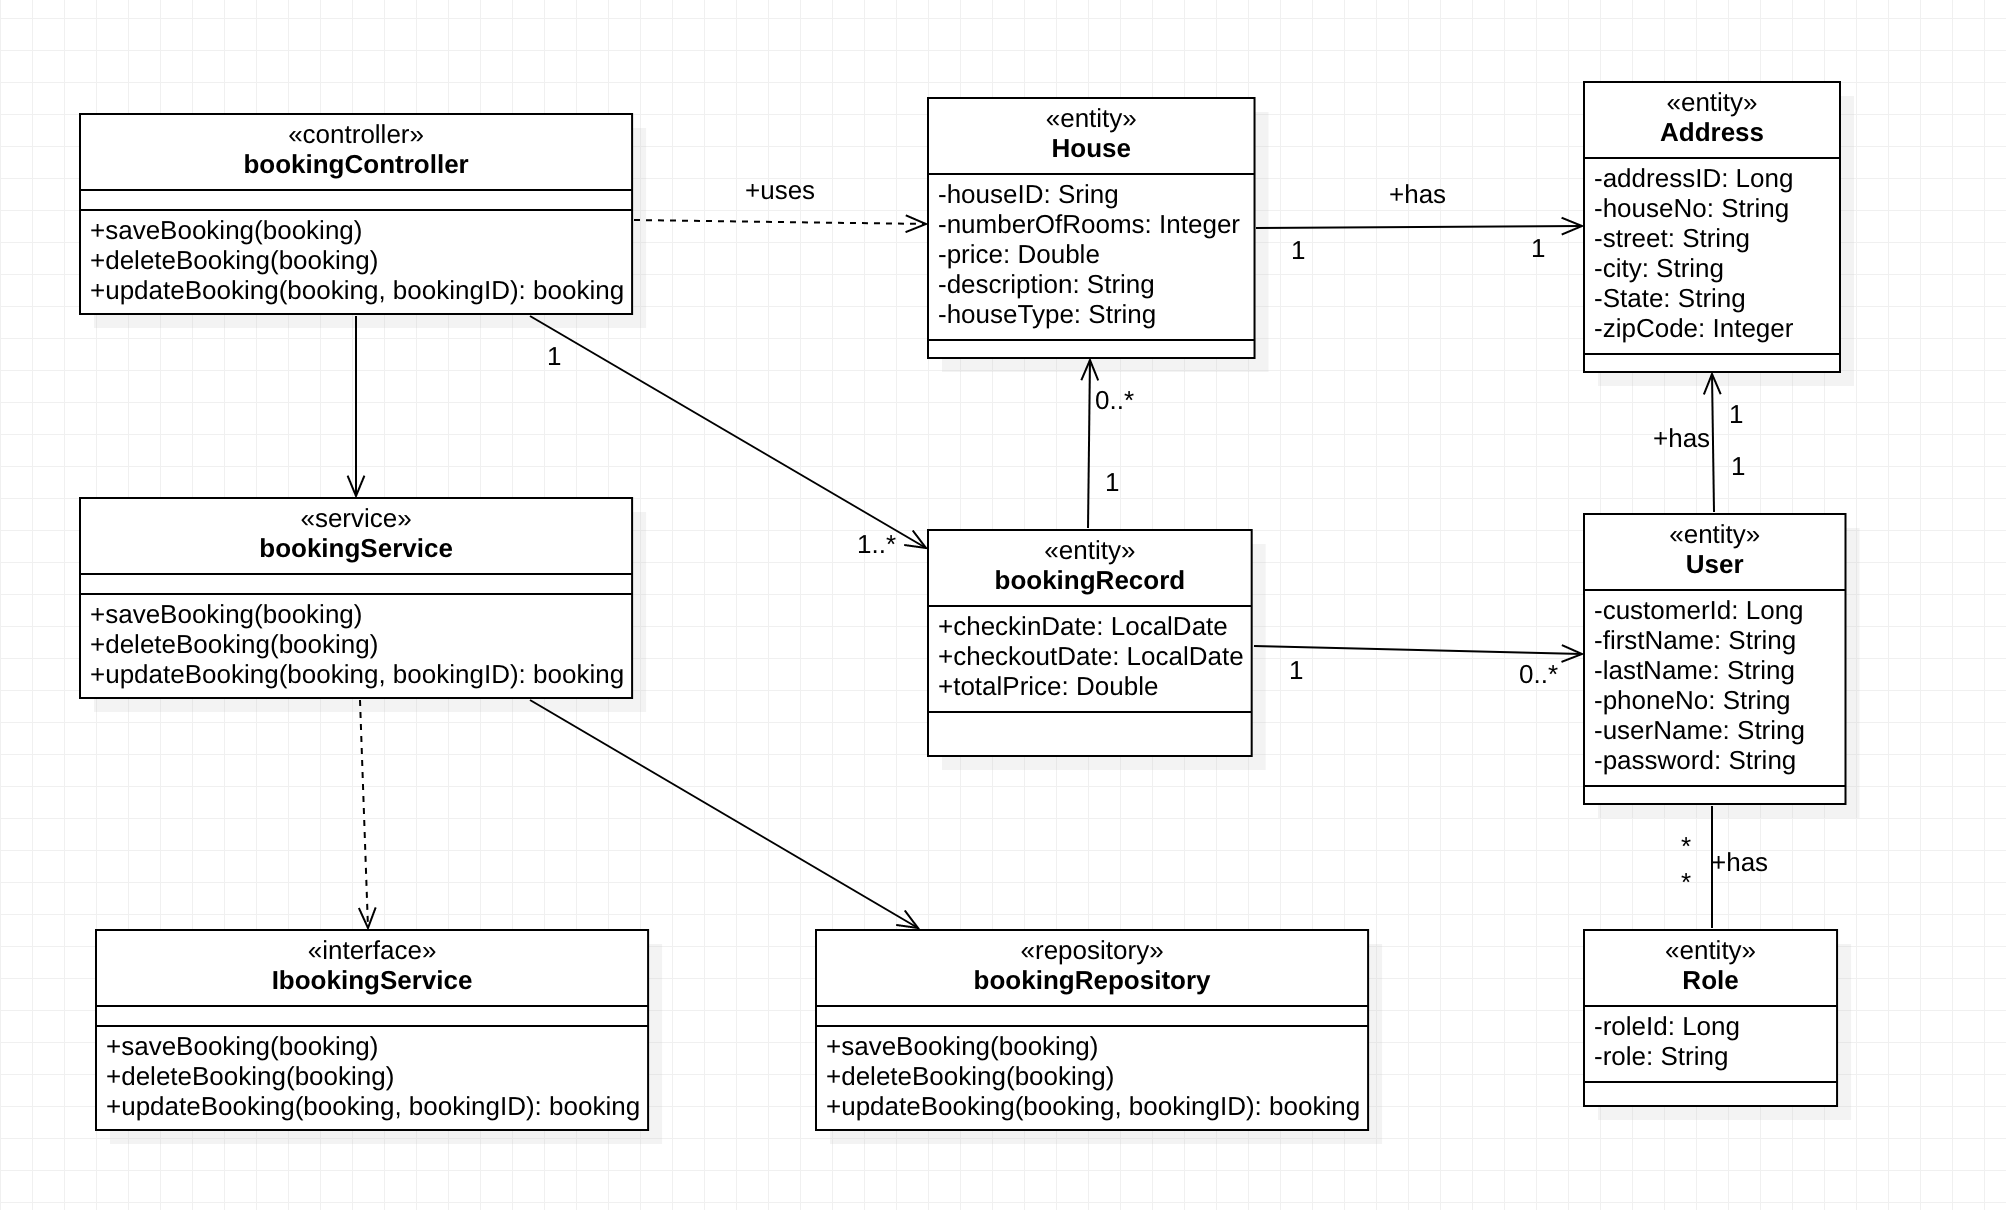 «controller»
bookingController
+saveBooking(booking)
+deleteBooking(booking)
+updateBooking(booking, bookingID): booking
+uses
«entity»
House
-houseID: Sring
-numberOfRooms: Integer
-price: Double
-description: String
-houseType: String
+has
1
1
«entity»
Address
-addressID: Long
-houseNo: String
-street: String
-city: String
-State: String
-zipCode: Integer
1
1..*
0..*
1
1
+has
1
«service»
bookingService
+saveBooking(booking)
+deleteBooking(booking)
+updateBooking(booking, bookingID): booking
«entity»
bookingRecord
+checkinDate: LocalDate
+checkoutDate: LocalDate
+totalPrice: Double
1
0..*
«entity»
User
-customerId: Long
-firstName: String
-lastName: String
-phoneNo: String
-userName: String
-password: String
*
+has
*
«interface»
IbookingService
+saveBooking(booking)
+deleteBooking(booking)
+updateBooking(booking, bookingID): booking
«repository»
bookingRepository
+saveBooking(booking)
+deleteBooking(booking)
+updateBooking(booking, bookingID): booking
«entity»
Role
-roleId: Long
-role: String